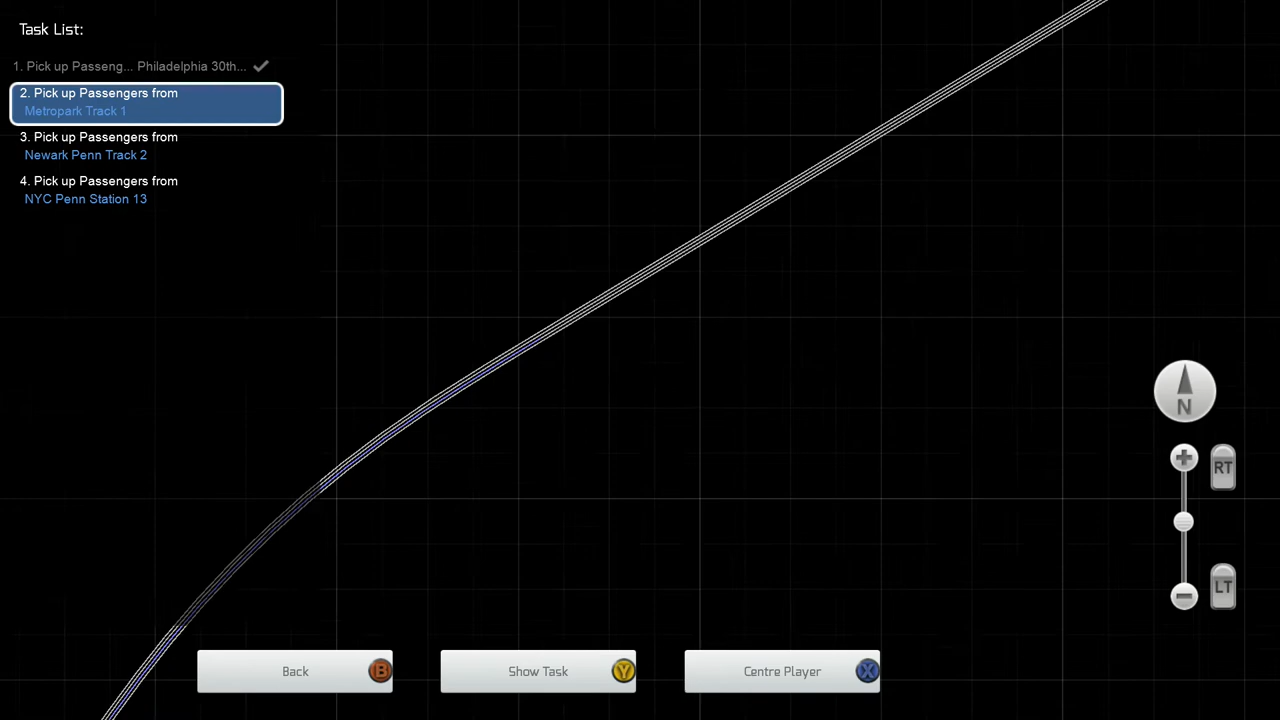 Task List:
1. Pick up Passeng... Philadelphia 30th...
2. Pick up Passengers from
Metropark Track 1
3. Pick up Passengers from
Newark Penn Track 2
4. Pick up Passengers from
NYC Penn Station 13
N
RT
LT
Back B
Show Task Y
Centre Player X